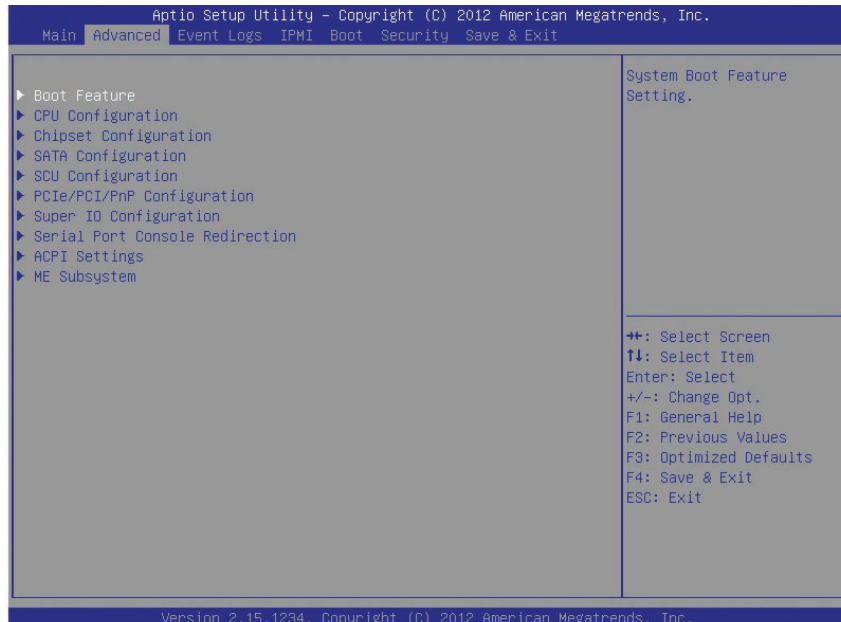 Aptio Setup Utility – Copyright (C) 2012 American Megatrends, Inc.
Main Advanced Event Logs IPMI Boot Security Save & Exit
Boot Feature
CPU Configuration
Chipset Configuration
SATA Configuration
SCU Configuration
PCIe/PCI/PnP Configuration
Super IO Configuration
Serial Port Console Redirection
ACPI Settings
ME Subsystem
System Boot Feature
Setting.
→←: Select Screen
↑↓: Select Item
Enter: Select
+/-: Change Opt.
F1: General Help
F2: Previous Values
F3: Optimized Defaults
F4: Save & Exit
ESC: Exit
Version 2.15.1234. Copyright (C) 2012 American Megatrends, Inc.